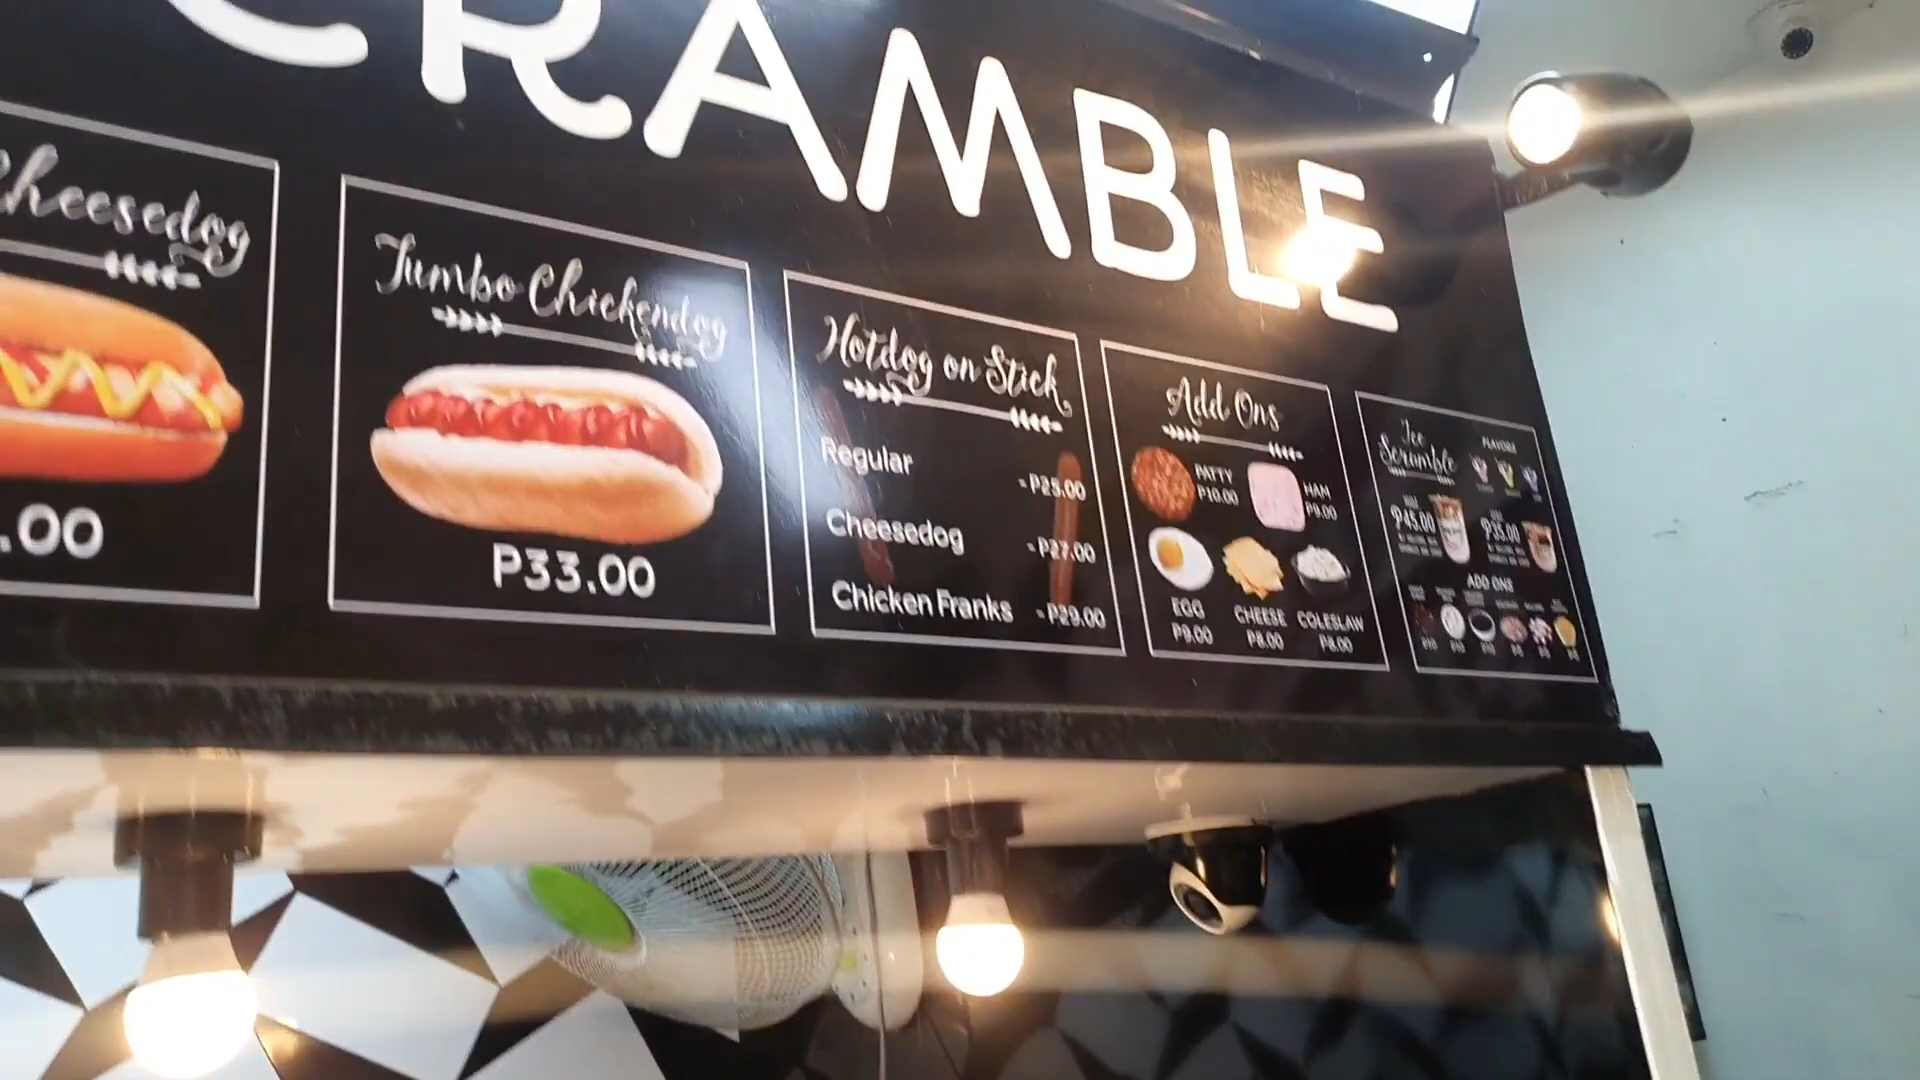 CRAMBLE
Cheesedog
.00
Jumbo Chickendog
P33.00
Hotdog on Stick
Regular - P25.00
Cheesedog - P27.00
Chicken Franks - P29.00
Add Ons
PATTY
P10.00
HAM
P9.00
EGG
P9.00
CHEESE
P8.00
COLESLAW
P8.00
Ice
Scramble
FLAVORS
P45.00
P35.00
ADD ONS